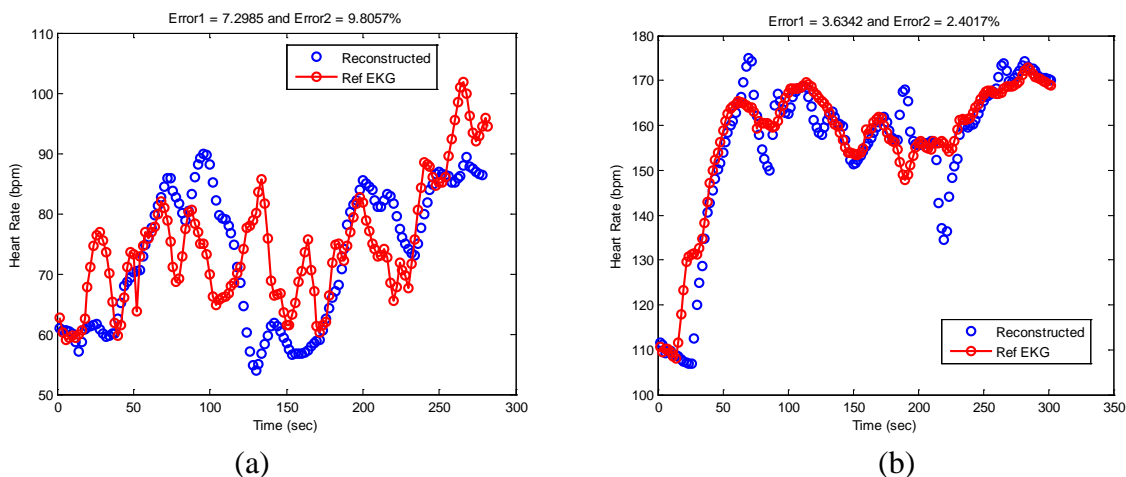 Error1 = 7.2985 and Error2 = 9.8057%
110
100
90
80
70
60
50
Heart Rate (bpm)
Reconstructed
Ref EKG
0
50
100
150
200
250
300
Time (sec)
(a)
Error1 = 3.6342 and Error2 = 2.4017%
170
160
150
140
130
120
110
100
Heart Rate (bpm)
Reconstructed
Ref EKG
0
50
100
150
200
250
300
350
Time (sec)
(b)